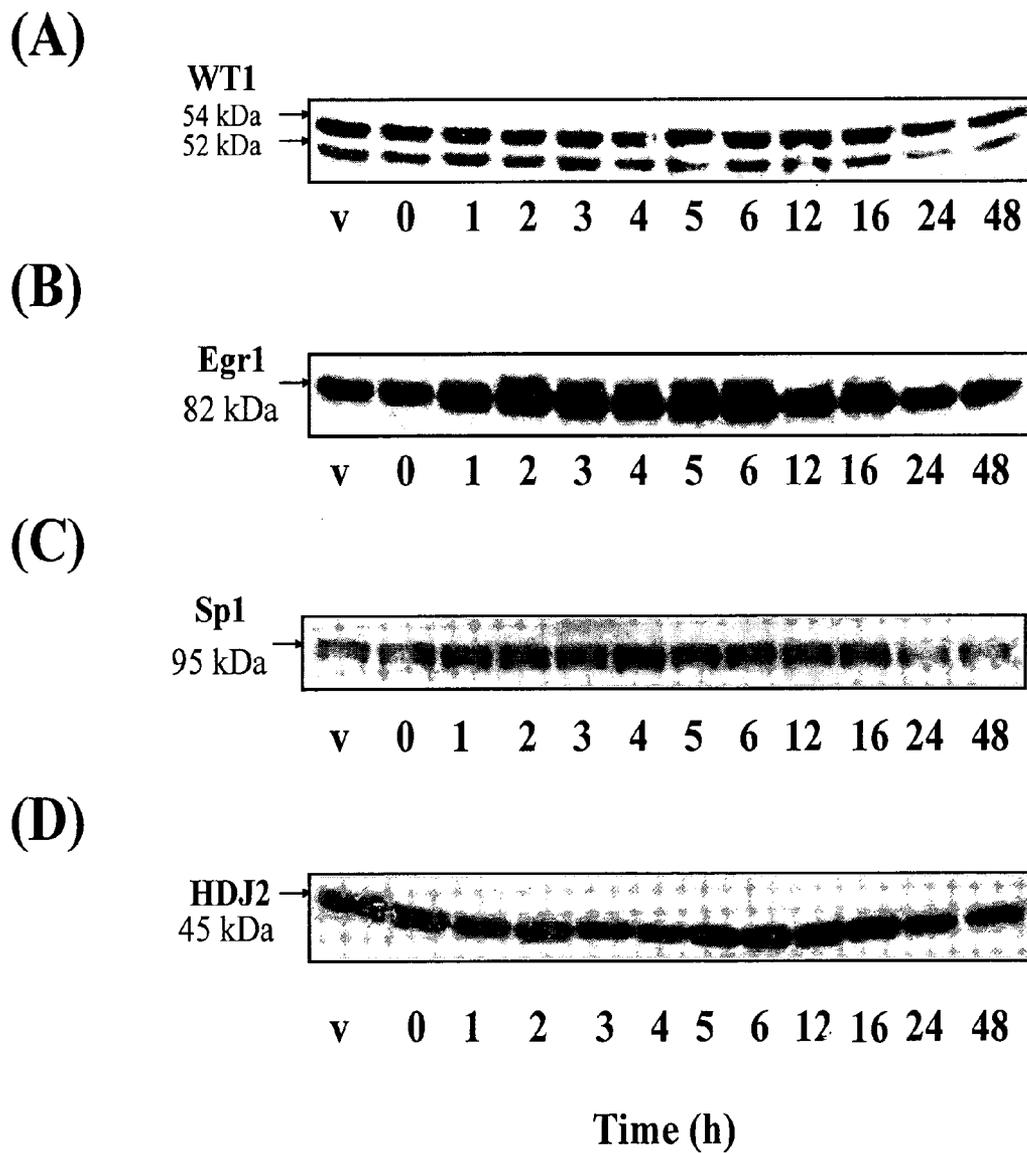 (A)
WT1
54 kDa
52 kDa
v 0 1 2 3 4 5 6 12 16 24 48
(B)
Egr1
82 kDa
v 0 1 2 3 4 5 6 12 16 24 48
(C)
Sp1
95 kDa
v 0 1 2 3 4 5 6 12 16 24 48
(D)
HDJ2
45 kDa
v 0 1 2 3 4 5 6 12 16 24 48
Time (h)